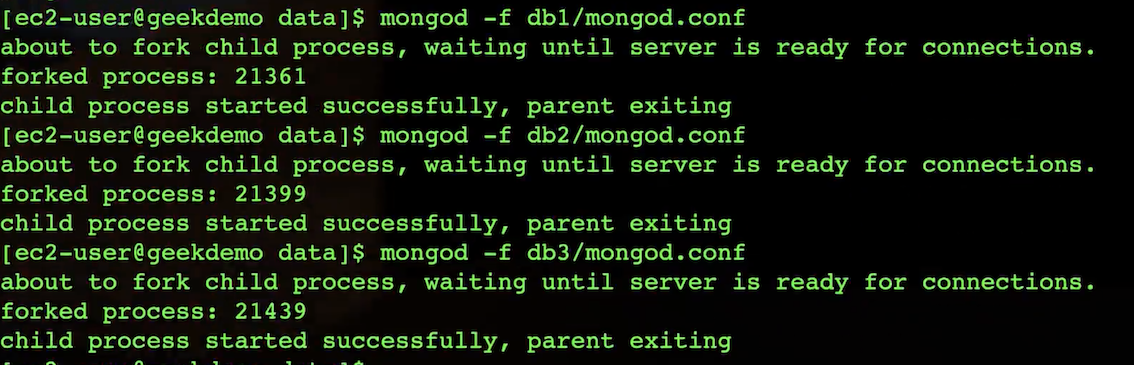 [ec2-user@geekdemo data]$ mongod -f db1/mongod.conf
about to fork child process, waiting until server is ready for connections.
forked process: 21361
child process started successfully, parent exiting
[ec2-user@geekdemo data]$ mongod -f db2/mongod.conf
about to fork child process, waiting until server is ready for connections.
forked process: 21399
child process started successfully, parent exiting
[ec2-user@geekdemo data]$ mongod -f db3/mongod.conf
about to fork child process, waiting until server is ready for connections.
forked process: 21439
child process started successfully, parent exiting